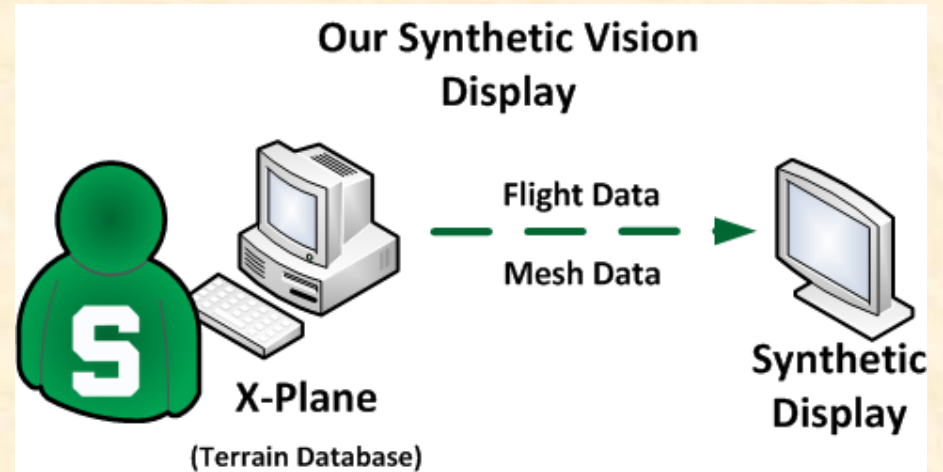 Our Synthetic Vision
Display
Flight Data
Mesh Data
S
X-Plane
(Terrain Database)
Synthetic
Display